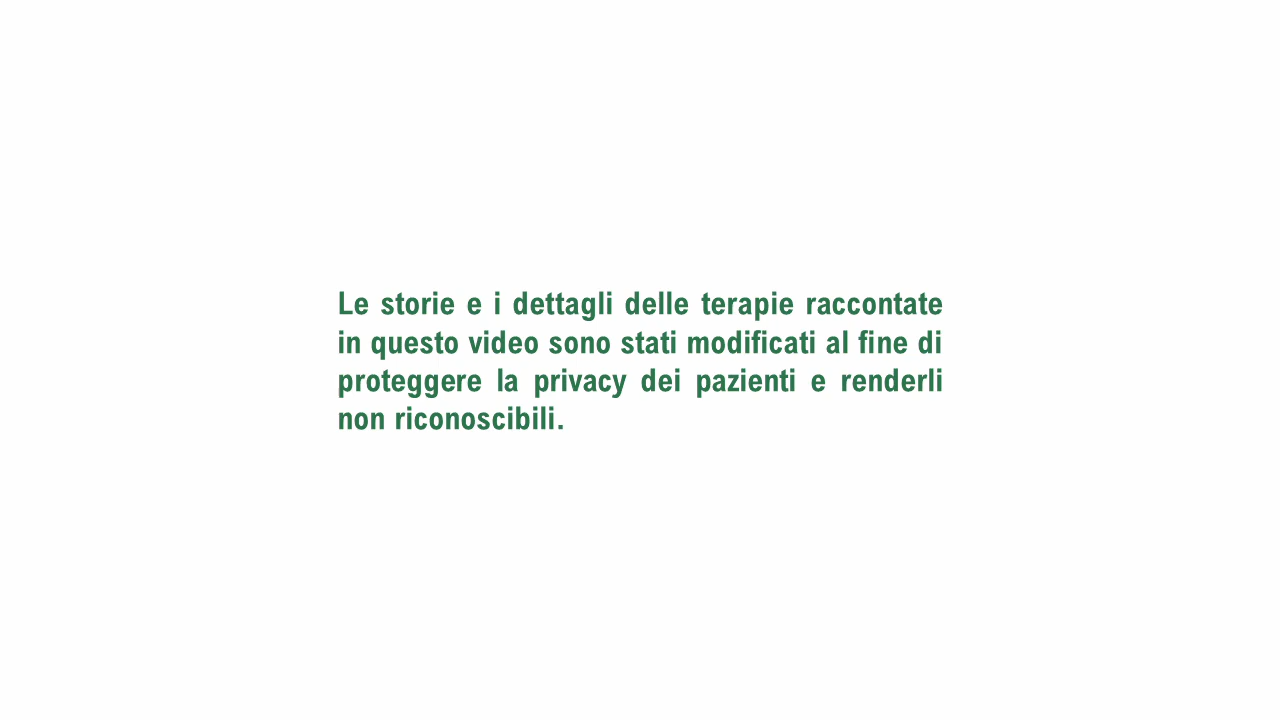 Le storie e i dettagli delle terapie raccontate
in questo video sono stati modificati al fine di
proteggere la privacy dei pazienti e renderli
non riconoscibili.